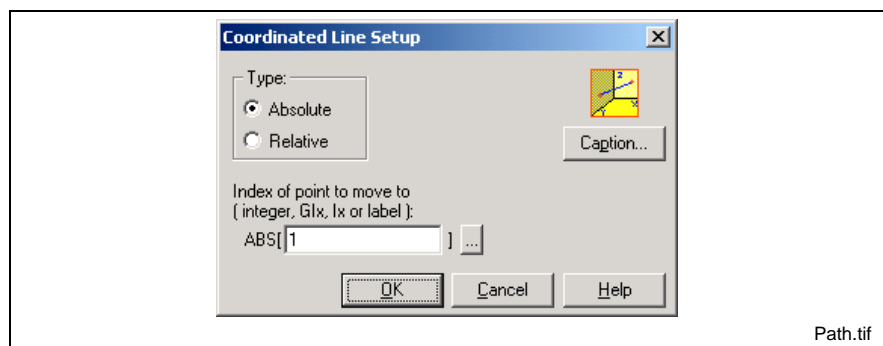 Coordinated Line Setup
Type:
Absolute
Relative
Z
X
Y
Caption...
Index of point to move to
( integer, GIx, Ix or label ):
ABS[ 1 ] ...
OK Cancel Help
Path.tif